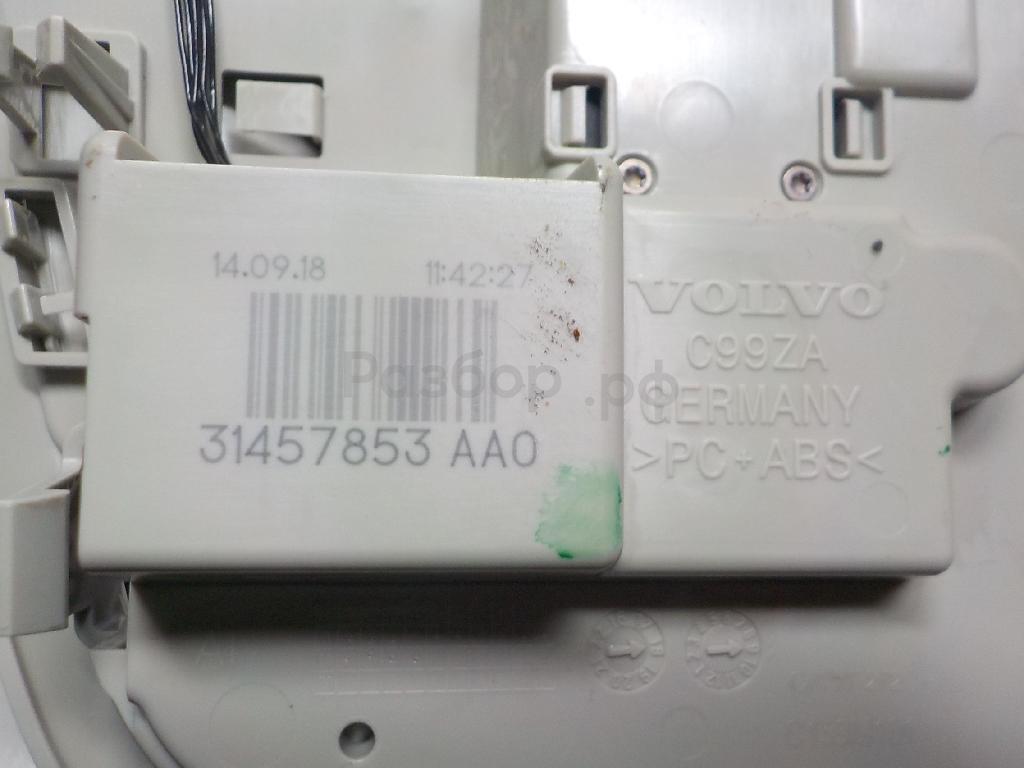 14.09.18 11:42:27
31457853 AA0
VOLVO
C99ZA
GERMANY
>PC+ABS<
Разбор.рф